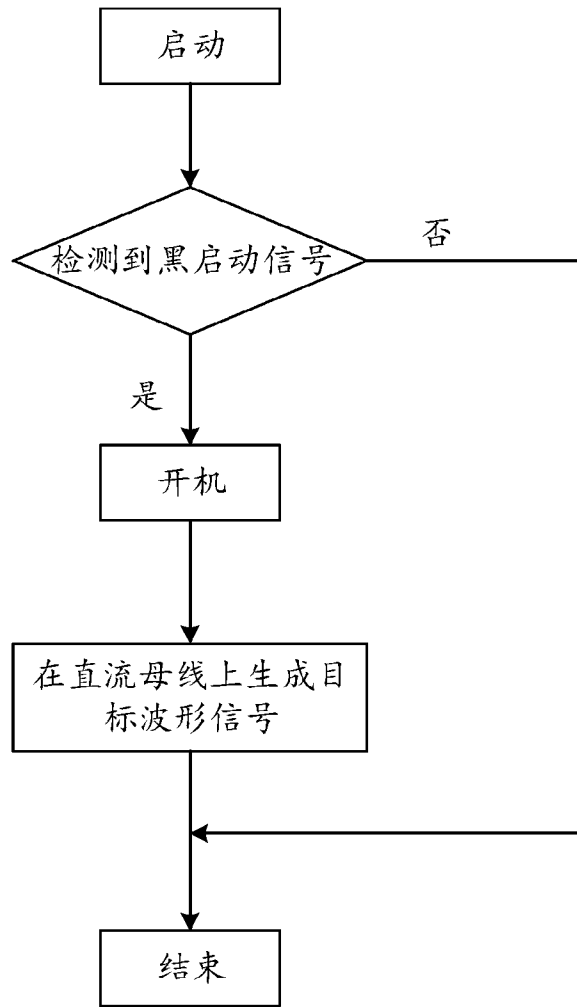 启动
检测到黑启动信号
否
是
开机
在直流母线上生成目
标波形信号
结束